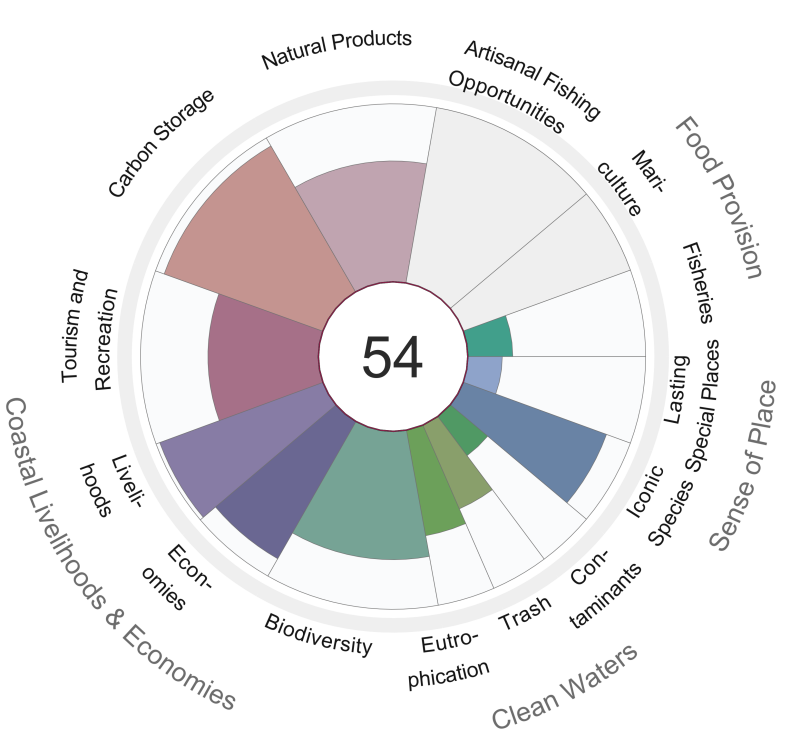 Natural Products
Artisanal Fishing
Opportunities
Mari-
culture
Food Provision
Fisheries
Lasting
Special Places
Sense of Place
Iconic
Species
Con-
taminants
Trash
Clean Waters
Eutro-
phication
Biodiversity
Econ-
omies
Liveli-
hoods
Coastal Livelihoods & Economies
Tourism and
Recreation
Carbon Storage
54